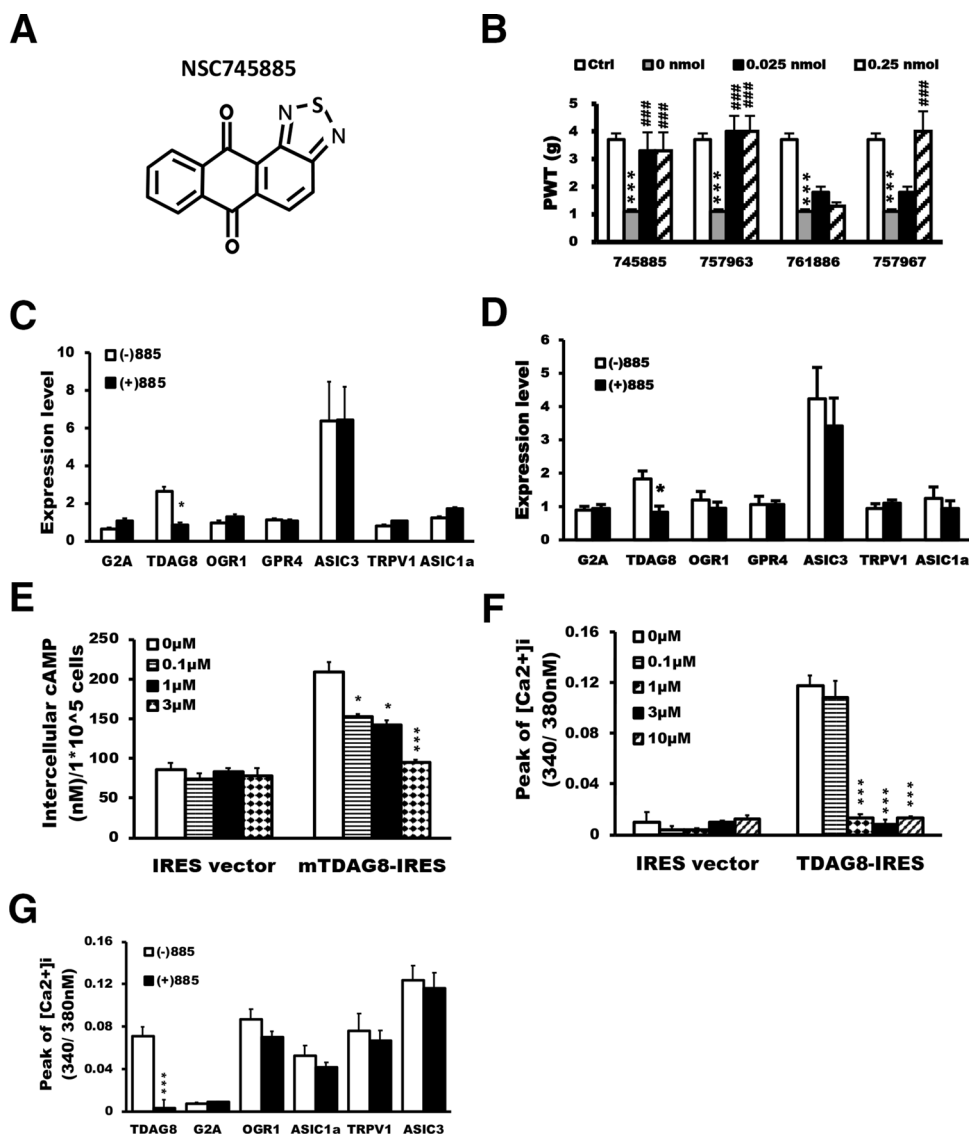 A
NSC745885
O
N
S
N
O
B
Ctrl 0 nmol 0.025 nmol 0.25 nmol
PWT (g)
5
4
3
2
1
0
*** ### ###
*** ### ###
***
*** ###
745885 757963 761886 757967
C
Expression level
10
8
6
4
2
0
(-)885
(+)885
*
G2A TDAG8 OGR1 GPR4 ASIC3 TRPV1 ASIC1a
D
Expression level
6
5
4
3
2
1
0
(-)885
(+)885
*
G2A TDAG8 OGR1 GPR4 ASIC3 TRPV1 ASIC1a
E
Intercellular cAMP
(nM)/1*10^5 cells
250
200
150
100
50
0
0µM
0.1µM
1µM
3µM
* * ***
IRES vector mTDAG8-IRES
F
Peak of [Ca2+]i
(340/ 380nM)
0.16
0.12
0.08
0.04
0
0µM
0.1µM
1µM
3µM
10µM
*** *** ***
IRES vector TDAG8-IRES
G
Peak of [Ca2+]i
(340/ 380nM)
0.16
0.12
0.08
0.04
0
(-)885
(+)885
***
TDAG8 G2A OGR1 ASIC1a TRPV1 ASIC3